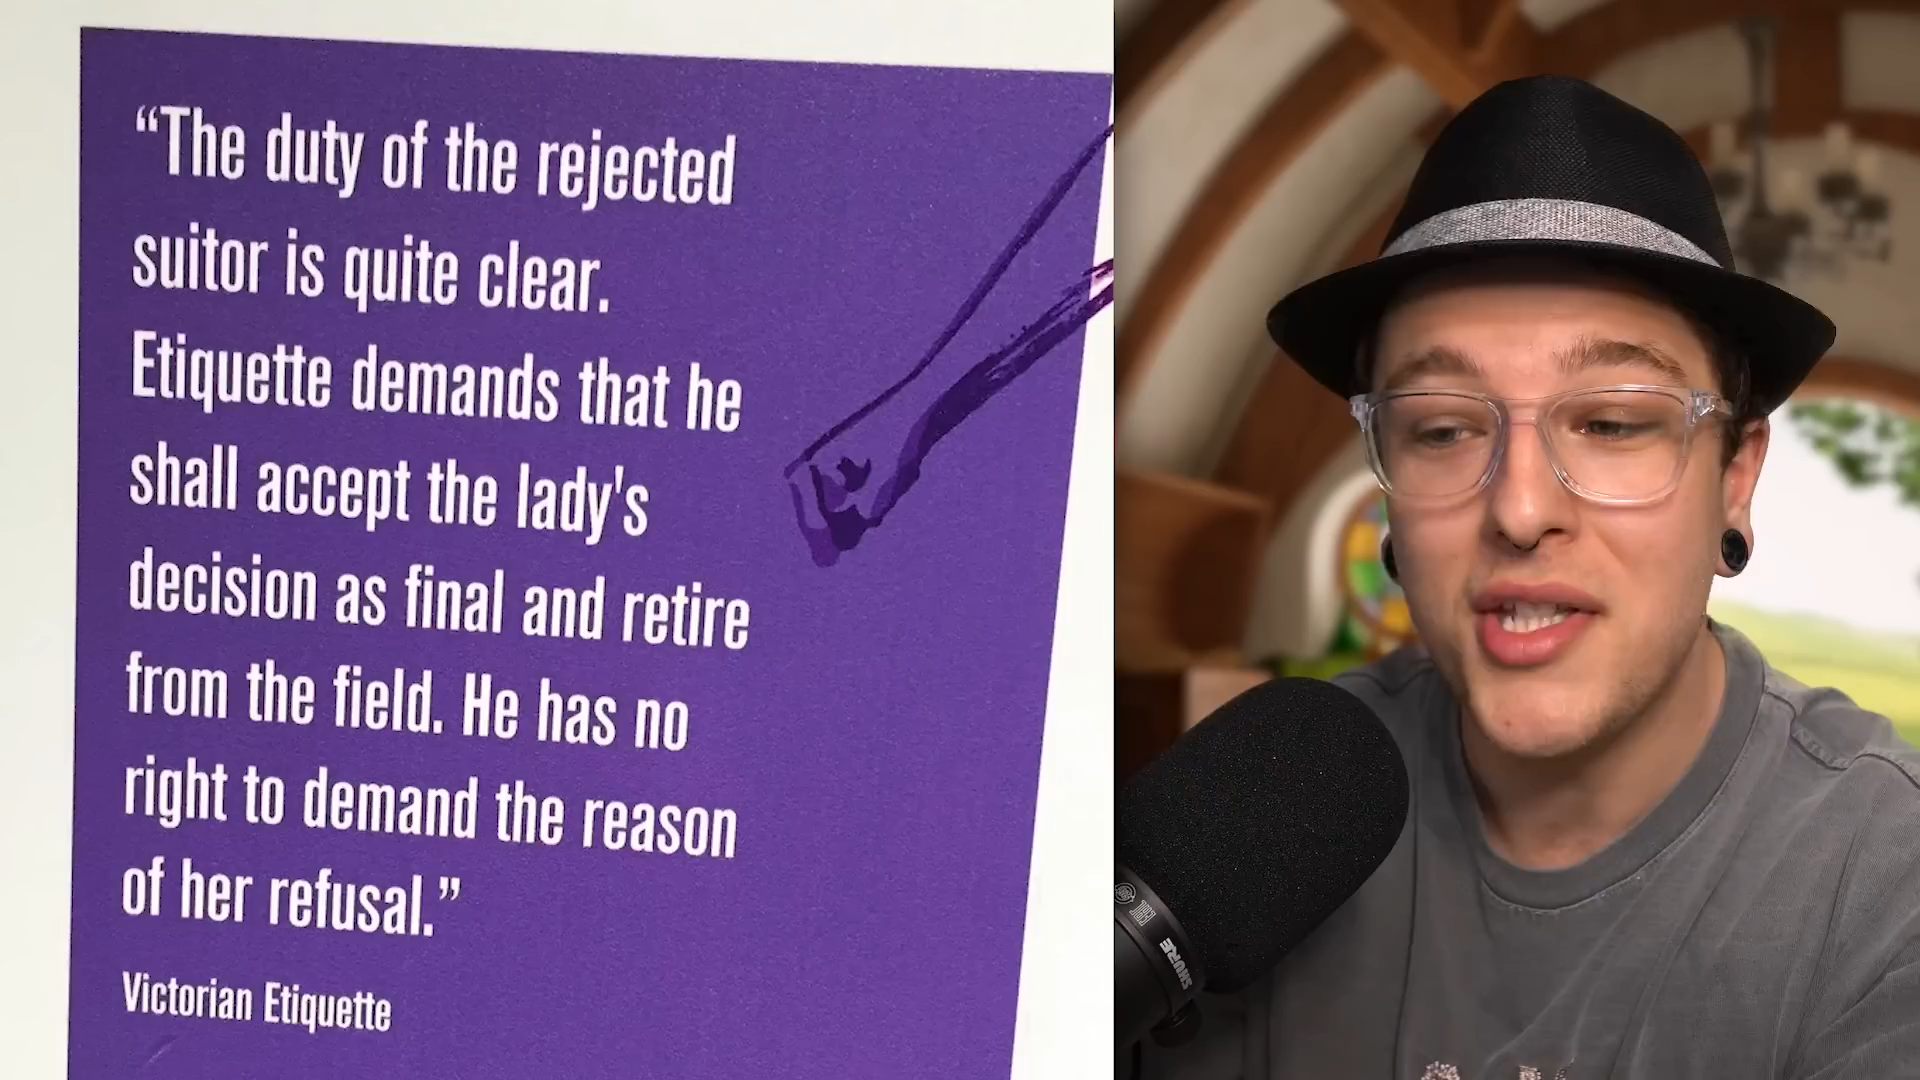 “The duty of the rejected
suitor is quite clear.
Etiquette demands that he
shall accept the lady's
decision as final and retire
from the field. He has no
right to demand the reason
of her refusal.”
Victorian Etiquette
SHURE